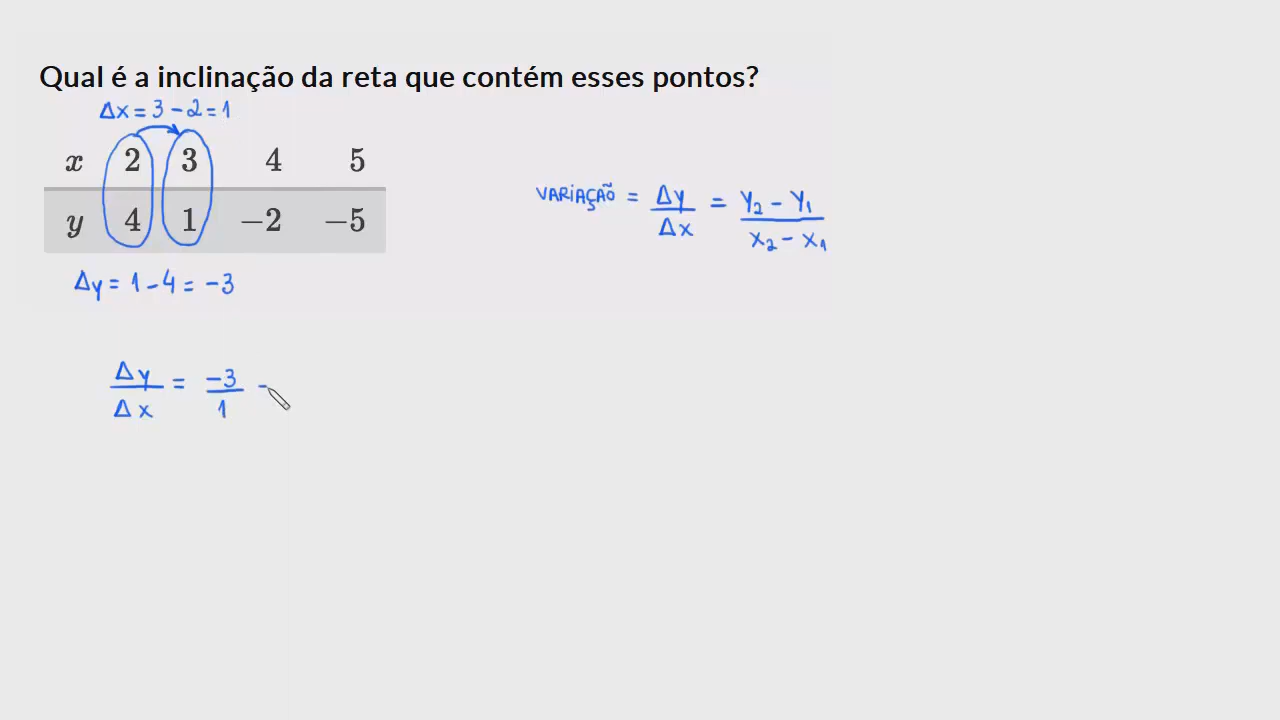 Qual é a inclinação da reta que contém esses pontos?
Δx = 3 - 2 = 1
x 2 3 4 5
y 4 1 -2 -5
VARIAÇÃO = Δy/Δx = y₂ - y₁/x₂ - x₁
Δy = 1 - 4 = -3
Δy/Δx = -3/1 -